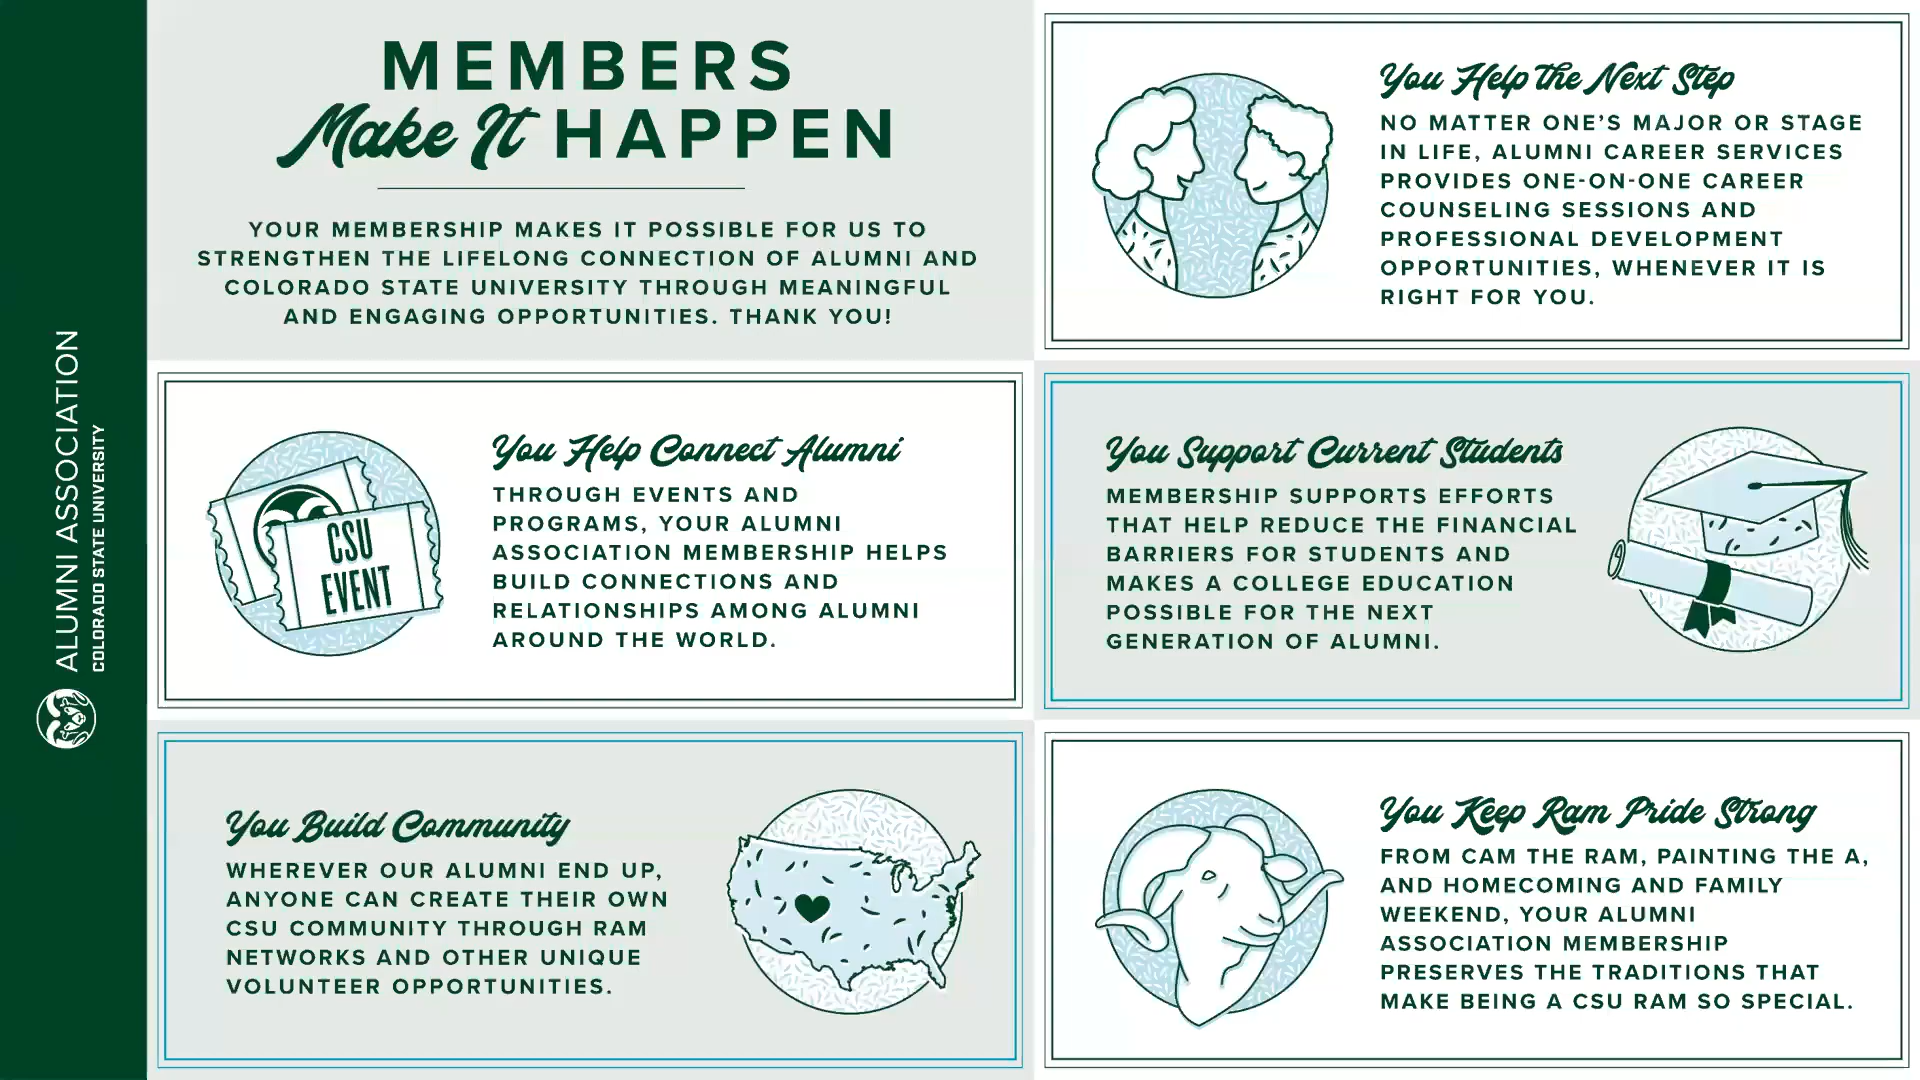 MEMBERS
Make It HAPPEN
YOUR MEMBERSHIP MAKES IT POSSIBLE FOR US TO
STRENGTHEN THE LIFELONG CONNECTION OF ALUMNI AND
COLORADO STATE UNIVERSITY THROUGH MEANINGFUL
AND ENGAGING OPPORTUNITIES. THANK YOU!
You Help the Next Step
NO MATTER ONE'S MAJOR OR STAGE
IN LIFE, ALUMNI CAREER SERVICES
PROVIDES ONE-ON-ONE CAREER
COUNSELING SESSIONS AND
PROFESSIONAL DEVELOPMENT
OPPORTUNITIES, WHENEVER IT IS
RIGHT FOR YOU.
CSU
EVENT
You Help Connect Alumni
THROUGH EVENTS AND
PROGRAMS, YOUR ALUMNI
ASSOCIATION MEMBERSHIP HELPS
BUILD CONNECTIONS AND
RELATIONSHIPS AMONG ALUMNI
AROUND THE WORLD.
You Support Current Students
MEMBERSHIP SUPPORTS EFFORTS
THAT HELP REDUCE THE FINANCIAL
BARRIERS FOR STUDENTS AND
MAKES A COLLEGE EDUCATION
POSSIBLE FOR THE NEXT
GENERATION OF ALUMNI.
You Build Community
WHEREVER OUR ALUMNI END UP,
ANYONE CAN CREATE THEIR OWN
CSU COMMUNITY THROUGH RAM
NETWORKS AND OTHER UNIQUE
VOLUNTEER OPPORTUNITIES.
You Keep Ram Pride Strong
FROM CAM THE RAM, PAINTING THE A,
AND HOMECOMING AND FAMILY
WEEKEND, YOUR ALUMNI
ASSOCIATION MEMBERSHIP
PRESERVES THE TRADITIONS THAT
MAKE BEING A CSU RAM SO SPECIAL.
ALUMNI ASSOCIATION
COLORADO STATE UNIVERSITY